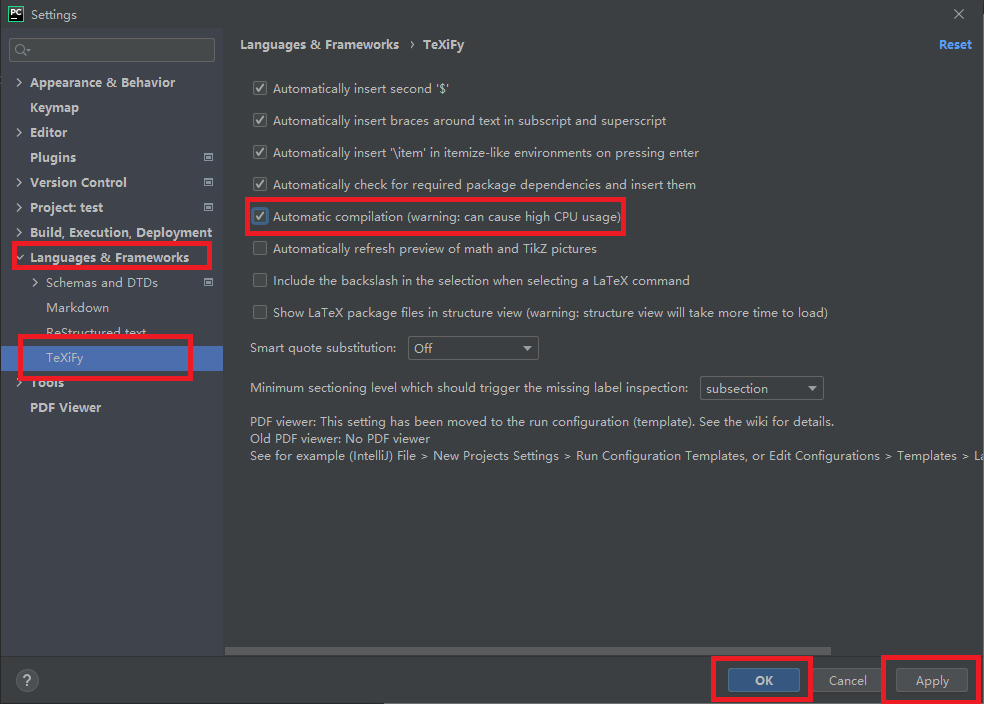 PC Settings
Languages & Frameworks › TeXiFy
Reset
Appearance & Behavior
Keymap
Editor
Plugins
Version Control
Project: test
Build, Execution, Deployment
Languages & Frameworks
Schemas and DTDs
Markdown
ReStructured text
TeXiFy
Tools
PDF Viewer
Automatically insert second '$'
Automatically insert braces around text in subscript and superscript
Automatically insert '\item' in itemize-like environments on pressing enter
Automatically check for required package dependencies and insert them
Automatic compilation (warning: can cause high CPU usage)
Automatically refresh preview of math and TikZ pictures
Include the backslash in the selection when selecting a LaTeX command
Show LaTeX package files in structure view (warning: structure view will take more time to load)
Smart quote substitution: Off
Minimum sectioning level which should trigger the missing label inspection: subsection
PDF viewer: This setting has been moved to the run configuration (template). See the wiki for details.
Old PDF viewer: No PDF viewer
See for example (IntelliJ) File > New Projects Settings > Run Configuration Templates, or Edit Configurations > Templates >
? OK Cancel Apply